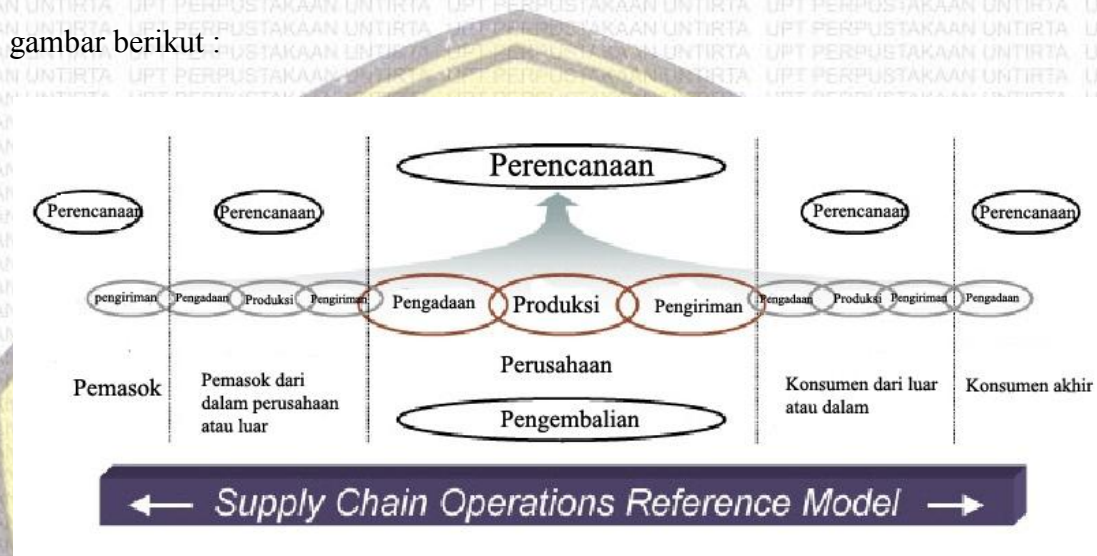 gambar berikut :
Perencanaan
Perencanaan
Perencanaan
Perencanaan
Perencanaan
pengiriman
Pengadaan
Produksi
Pengiriman
Pengadaan
Produksi
Pengiriman
Pengadaan
Produksi
Pengiriman
Pengadaan
Perusahaan
Pemasok
Pemasok dari
dalam perusahaan
atau luar
Konsumen dari luar
atau dalam
Konsumen akhir
Pengembalian
Supply Chain Operations Reference Model